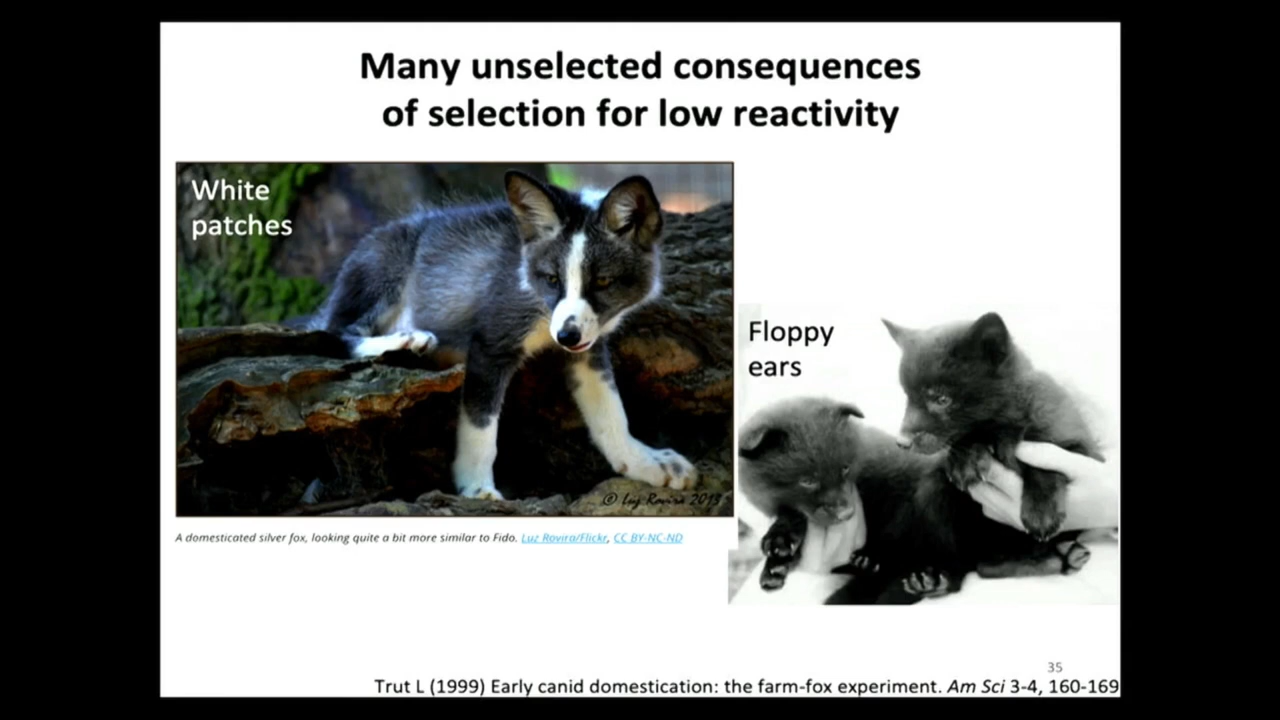 Many unselected consequences
of selection for low reactivity
White
patches
Floppy
ears
© Luz Rovira 2013
A domesticated silver fox, looking quite a bit more similar to Fido. Luz Rovira/Flickr, CC BY-NC-ND
35
Trut L (1999) Early canid domestication: the farm-fox experiment. Am Sci 3-4, 160-169